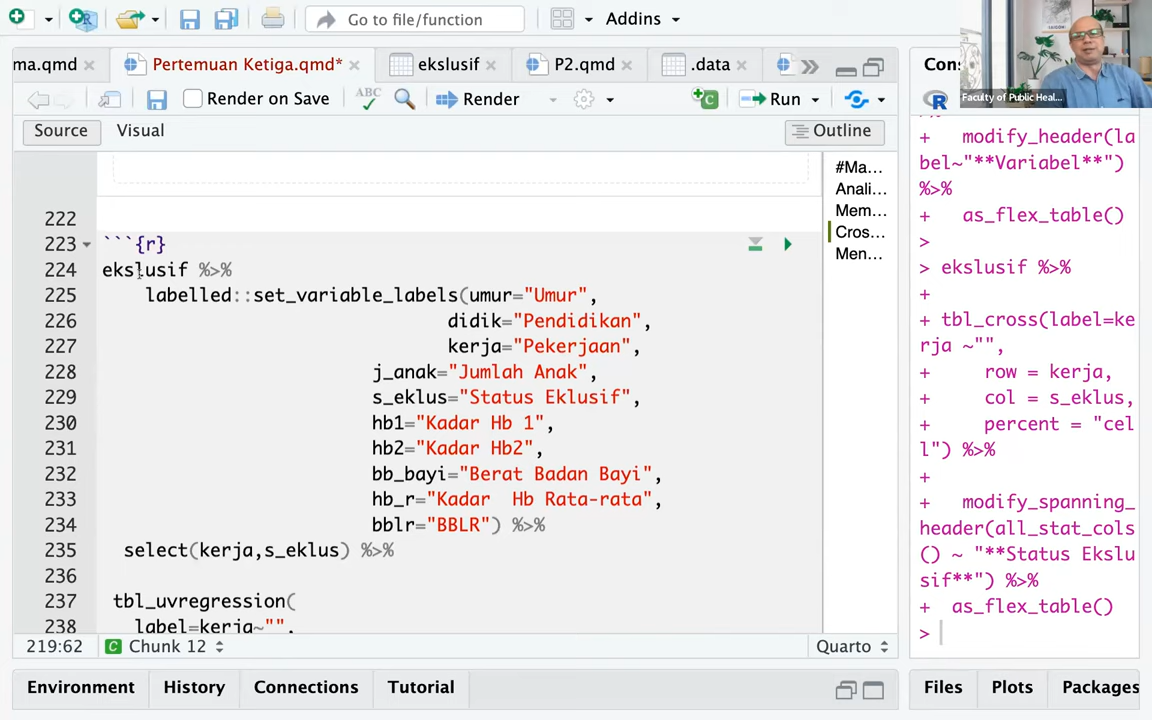 Go to file/function
Addins
ma.qmd
Pertemuan Ketiga.qmd*
ekslusif
P2.qmd
.data
Con
Faculty of Public Heal...
Render on Save
ABC
Render
Run
Source
Visual
Outline
#Ma...
Anali...
Mem...
Cros...
Men...
222
223 ```{r}
224 ekslusif %>%
225 labelled::set_variable_labels(umur="Umur",
226 didik="Pendidikan",
227 kerja="Pekerjaan",
228 j_anak="Jumlah Anak",
229 s_eklus="Status Eklusif",
230 hb1="Kadar Hb 1",
231 hb2="Kadar Hb2",
232 bb_bayi="Berat Badan Bayi",
233 hb_r="Kadar  Hb Rata-rata",
234 bblr="BBLR") %>%
235 select(kerja,s_eklus) %>%
236
237 tbl_uvregression(
238 label=kerja~"",
219:62
Chunk 12
Quarto
+ modify_header(la
bel~"**Variabel**")
%>%
+ as_flex_table()
>
> ekslusif %>%
+
+ tbl_cross(label=ke
rja ~"",
+ row = kerja,
+ col = s_eklus,
+ percent = "cel
l") %>%
+
+ modify_spanning_
header(all_stat_cols
() ~ "**Status Ekslu
sif**") %>%
+ as_flex_table()
>
Environment
History
Connections
Tutorial
Files
Plots
Packages